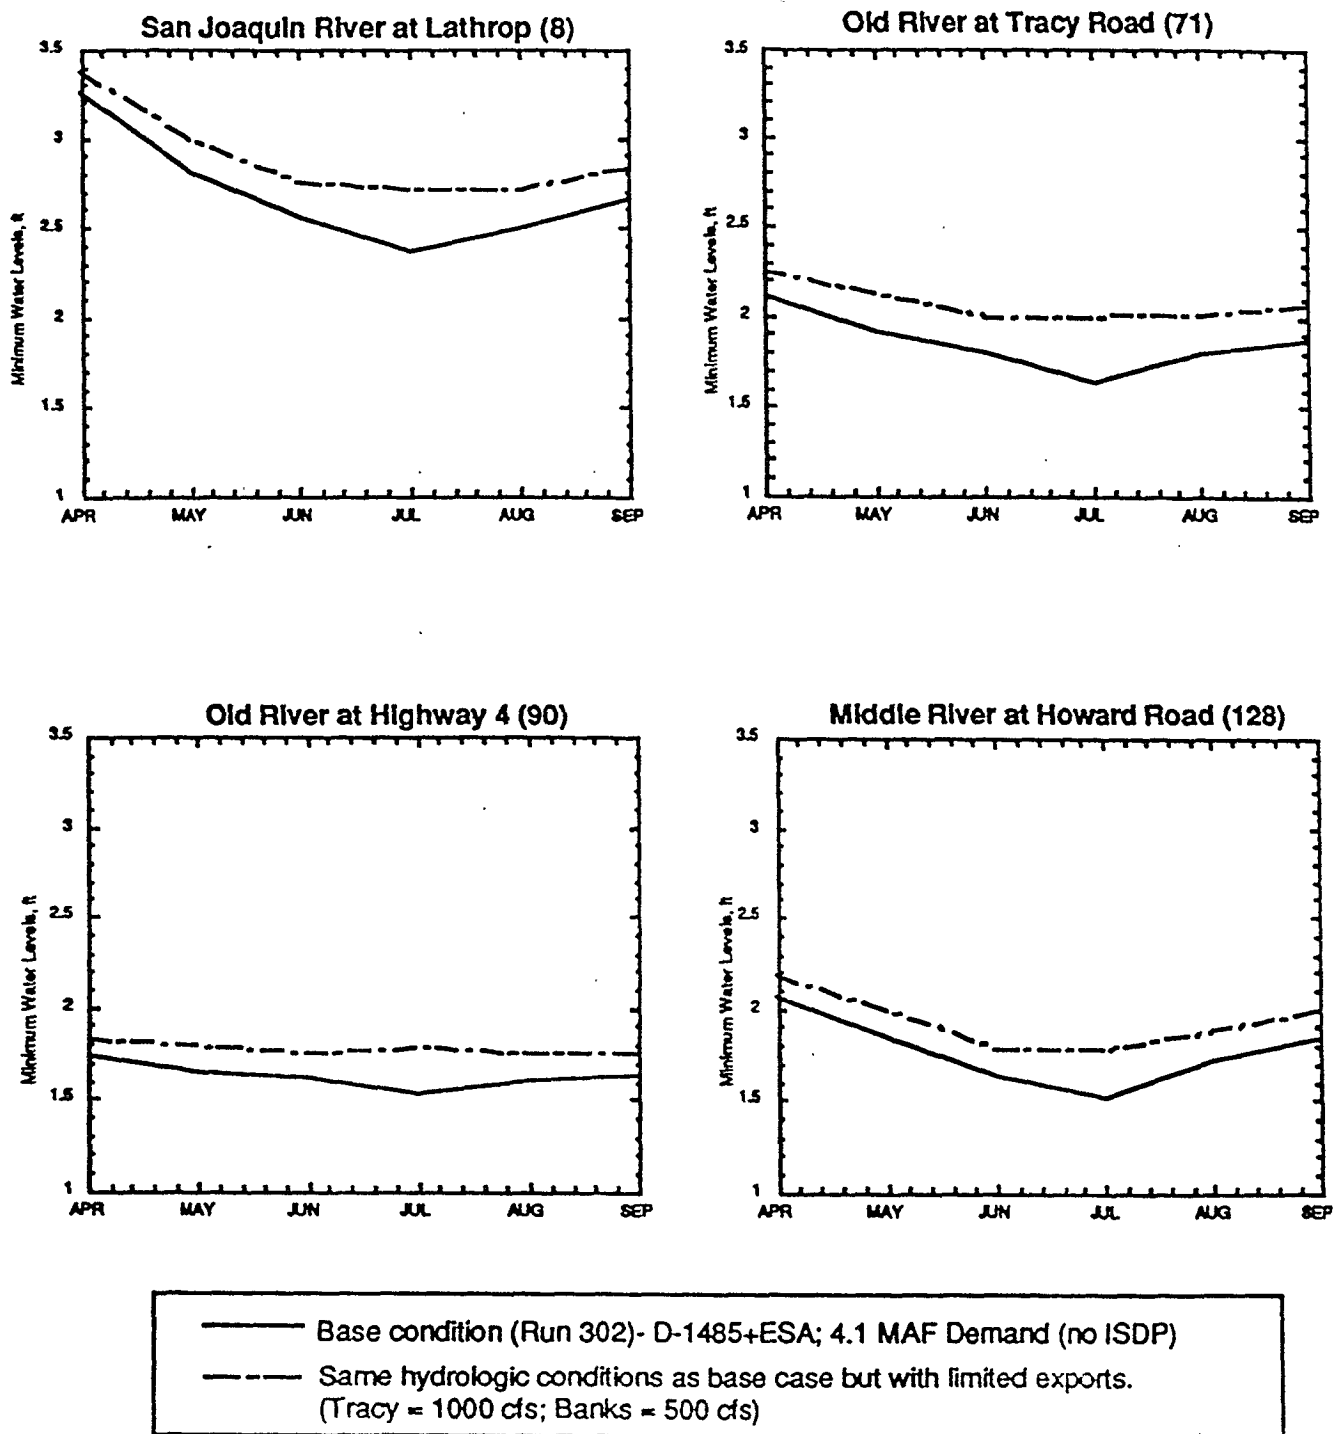 San Joaquin River at Lathrop (8)
3.5
3
2.5
2
1.5
1
Minimum Water Levels, ft
APR MAY JUN JUL AUG SEP
Old River at Tracy Road (71)
3.5
3
2.5
2
1.5
1
Minimum Water Levels, ft
APR MAY JUN JUL AUG SEP
Old River at Highway 4 (90)
3.5
3
2.5
2
1.5
1
Minimum Water Levels, ft
APR MAY JUN JUL AUG SEP
Middle River at Howard Road (128)
3.5
3
2.5
2
1.5
1
Minimum Water Levels, ft
APR MAY JUN JUL AUG SEP
Base condition (Run 302)- D-1485+ESA; 4.1 MAF Demand (no ISDP)
Same hydrologic conditions as base case but with limited exports.
(Tracy = 1000 cfs; Banks = 500 cfs)